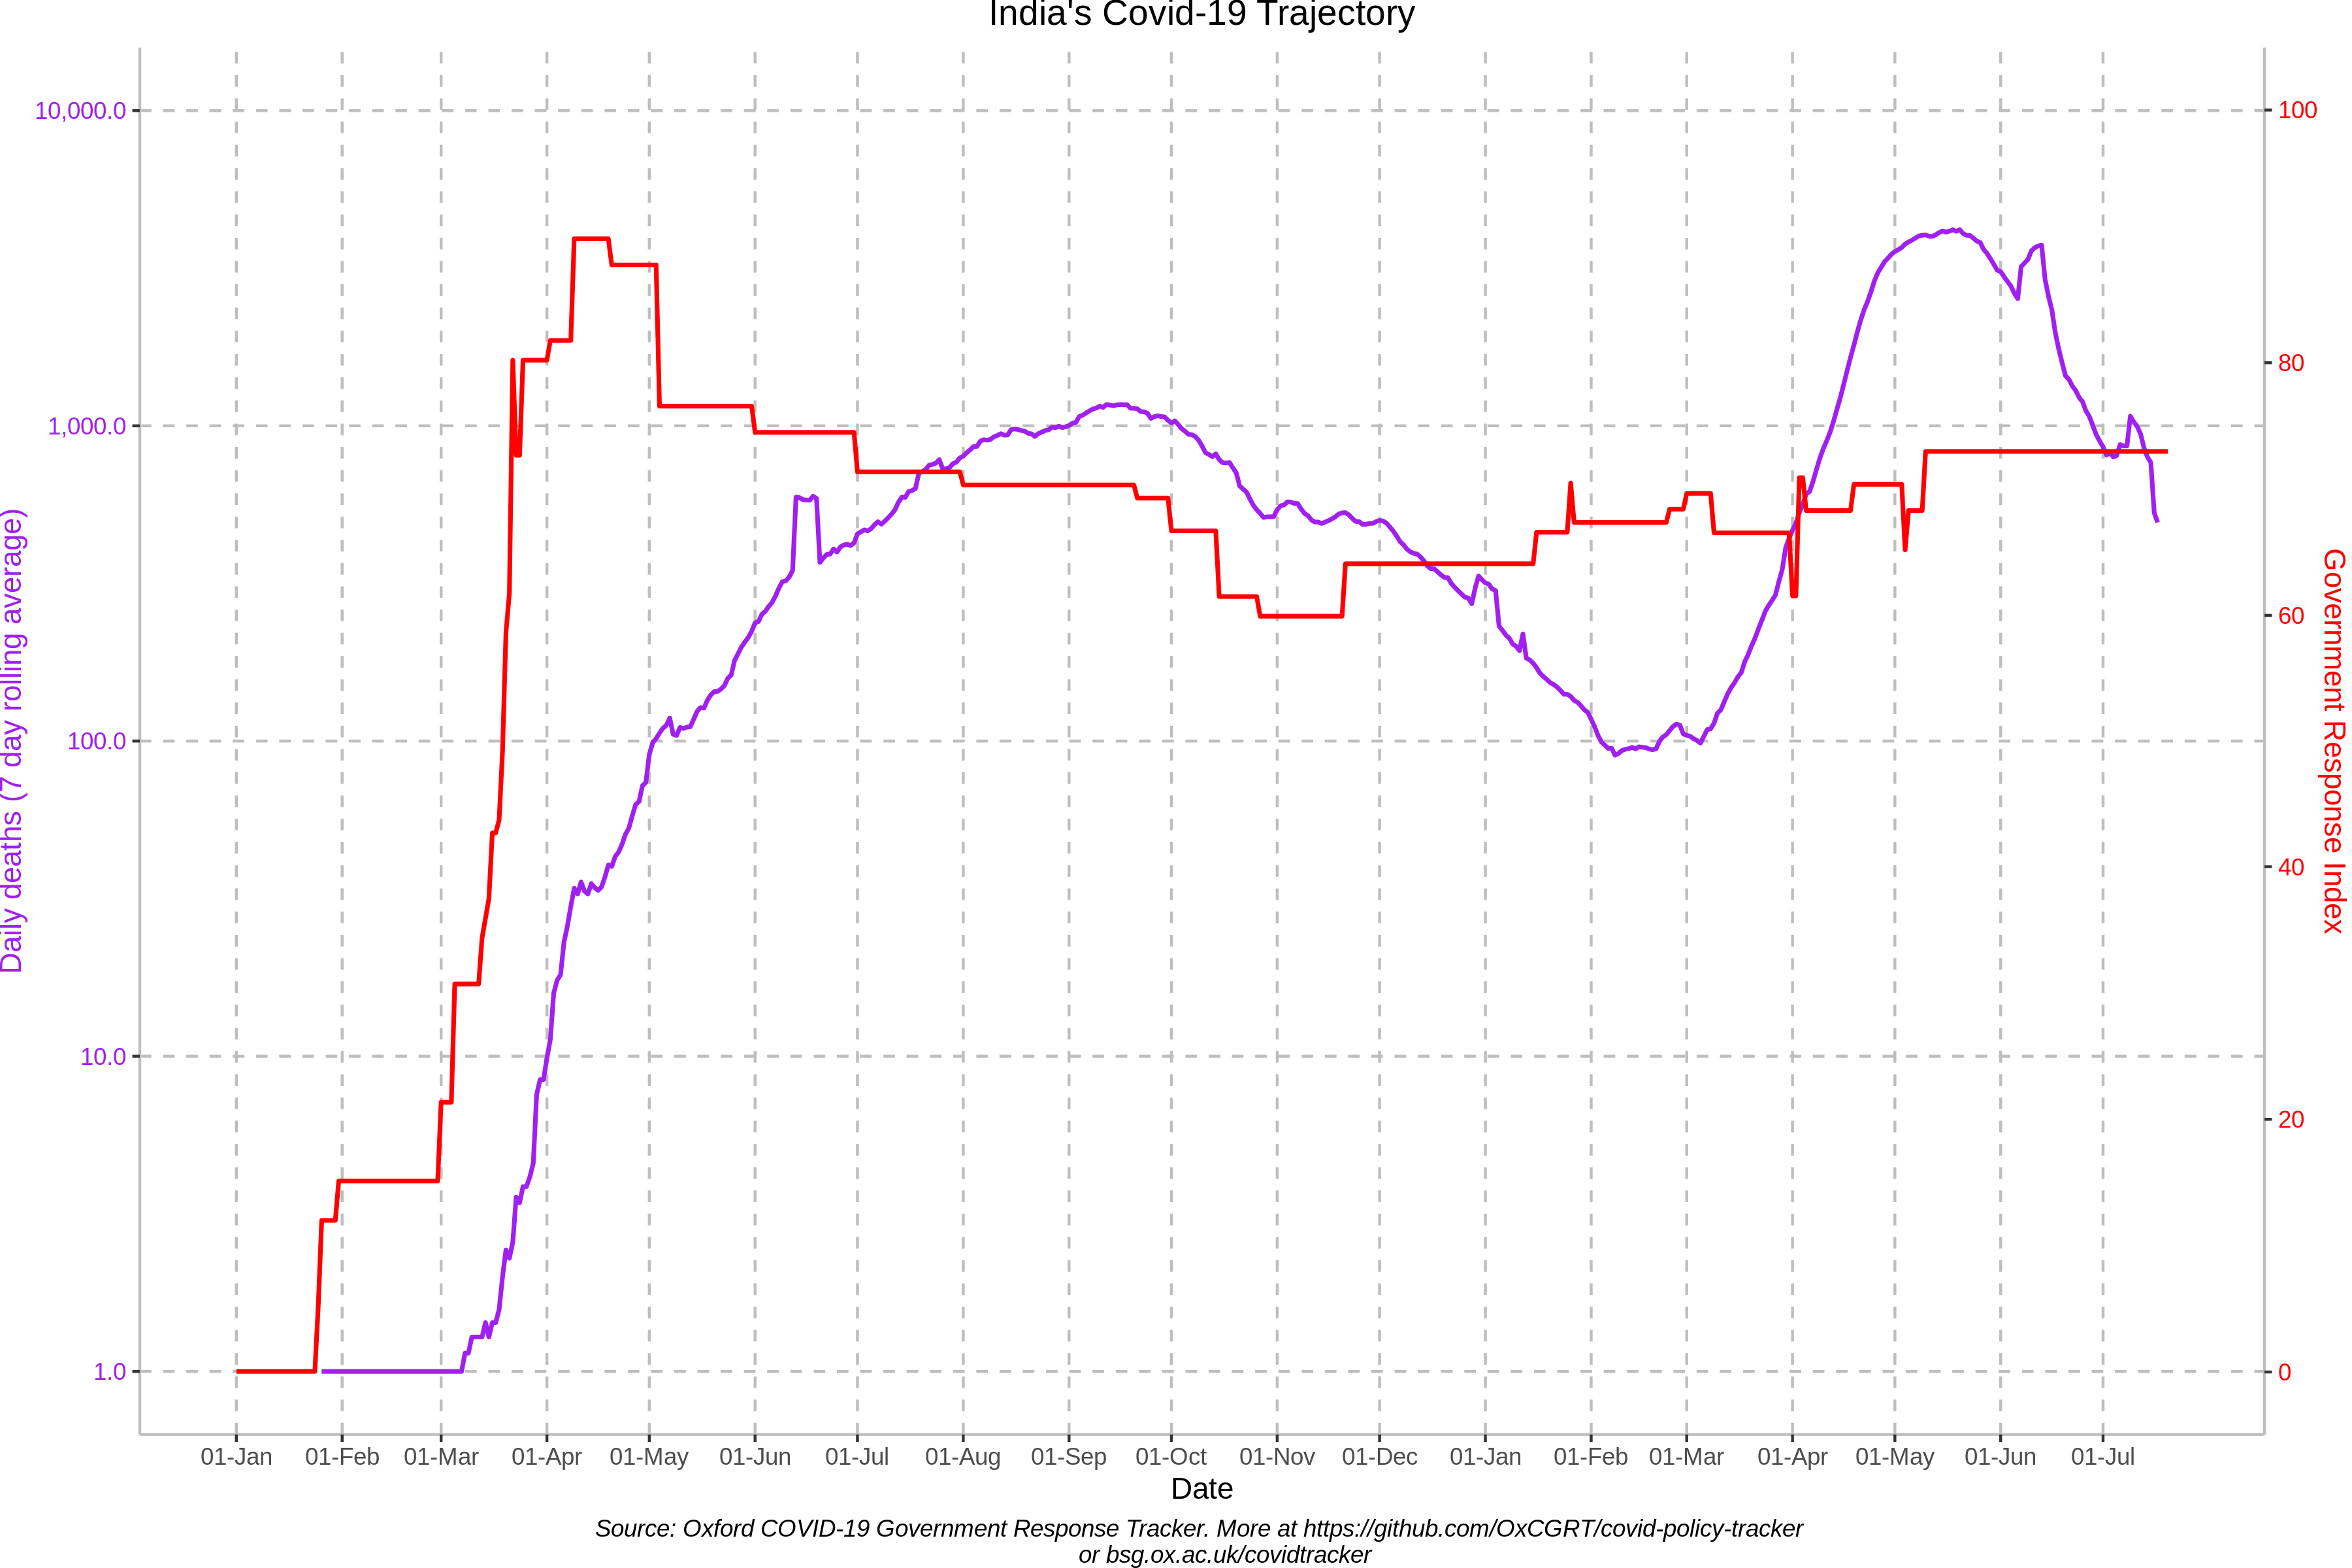 India's Covid-19 Trajectory
10,000.0
1,000.0
100.0
10.0
1.0
Daily deaths (7 day rolling average)
100
80
60
40
20
0
Government Response Index
01-Jan 01-Feb 01-Mar 01-Apr 01-May 01-Jun 01-Jul 01-Aug 01-Sep 01-Oct 01-Nov 01-Dec 01-Jan 01-Feb 01-Mar 01-Apr 01-May 01-Jun 01-Jul
Date
Source: Oxford COVID-19 Government Response Tracker. More at https://github.com/OxCGRT/covid-policy-tracker
or bsg.ox.ac.uk/covidtracker